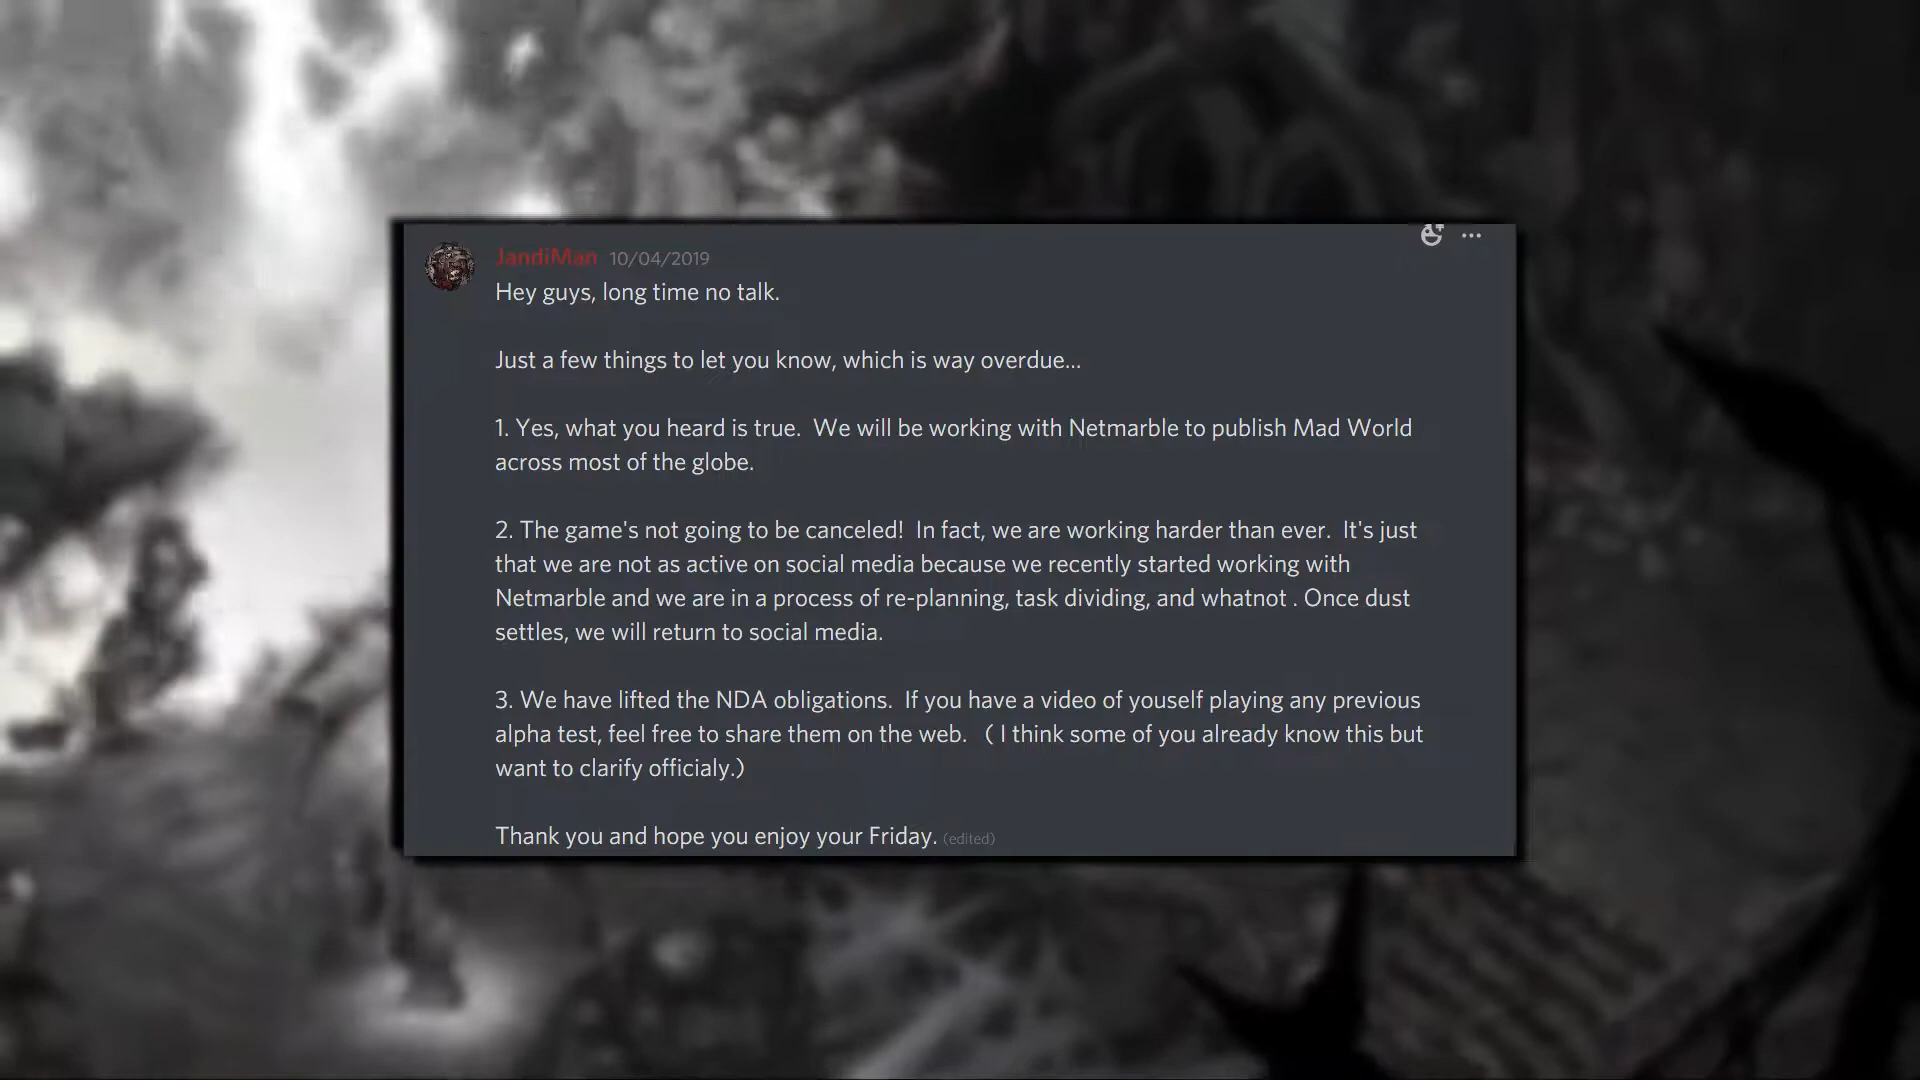 JandiMan 10/04/2019
Hey guys, long time no talk.
Just a few things to let you know, which is way overdue...
1. Yes, what you heard is true.  We will be working with Netmarble to publish Mad World
across most of the globe.
2. The game's not going to be canceled!  In fact, we are working harder than ever.  It's just
that we are not as active on social media because we recently started working with
Netmarble and we are in a process of re-planning, task dividing, and whatnot . Once dust
settles, we will return to social media.
3. We have lifted the NDA obligations.  If you have a video of youself playing any previous
alpha test, feel free to share them on the web.   ( I think some of you already know this but
want to clarify officialy.)
Thank you and hope you enjoy your Friday. (edited)